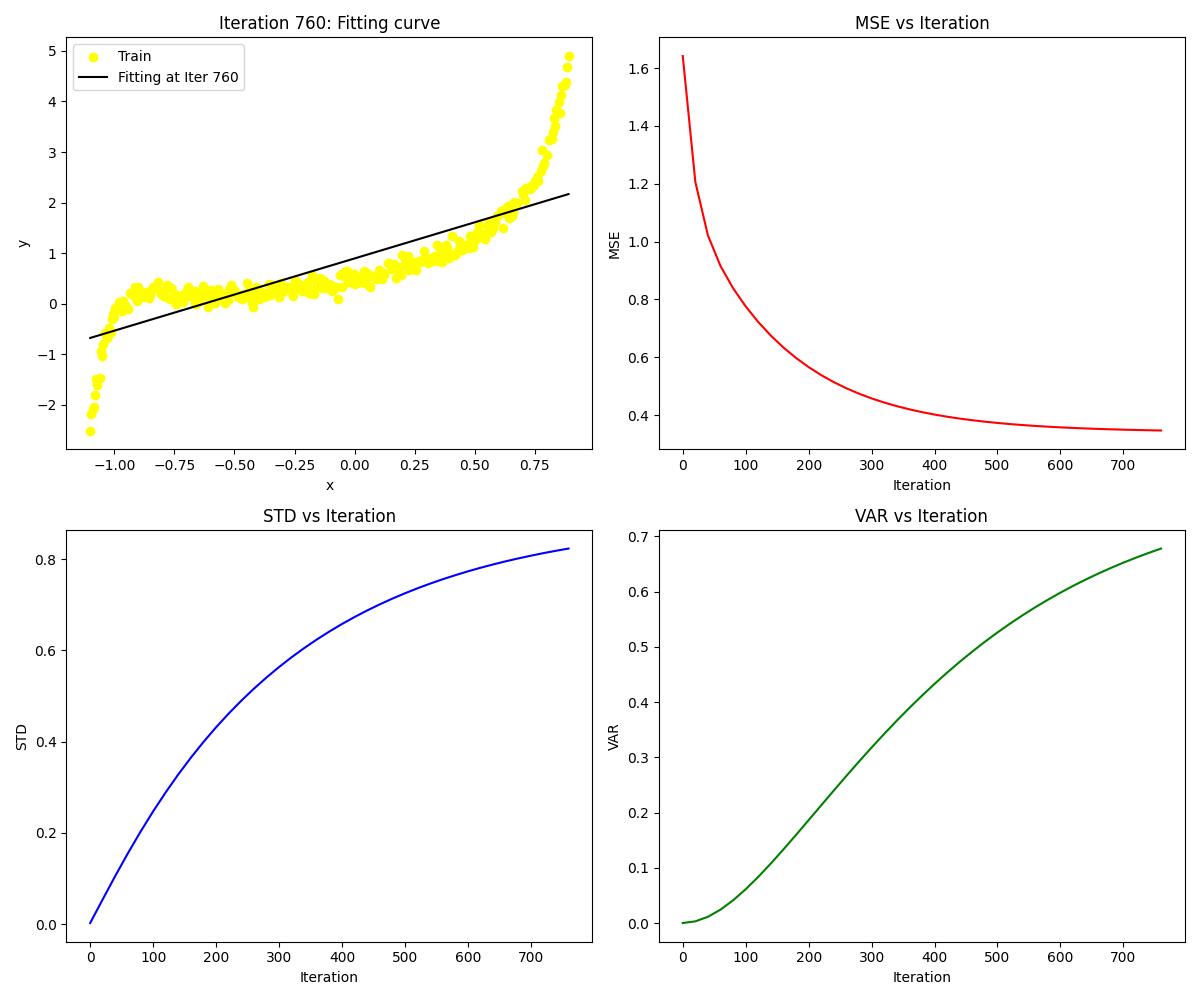 Iteration 760: Fitting curve
Train
Fitting at Iter 760
5
4
3
2
1
0
−1
−2
y
−1.00 −0.75 −0.50 −0.25 0.00 0.25 0.50 0.75
x
MSE vs Iteration
1.6
1.4
1.2
1.0
0.8
0.6
0.4
MSE
0 100 200 300 400 500 600 700
Iteration
STD vs Iteration
0.8
0.6
0.4
0.2
0.0
STD
0 100 200 300 400 500 600 700
Iteration
VAR vs Iteration
0.7
0.6
0.5
0.4
0.3
0.2
0.1
0.0
VAR
0 100 200 300 400 500 600 700
Iteration